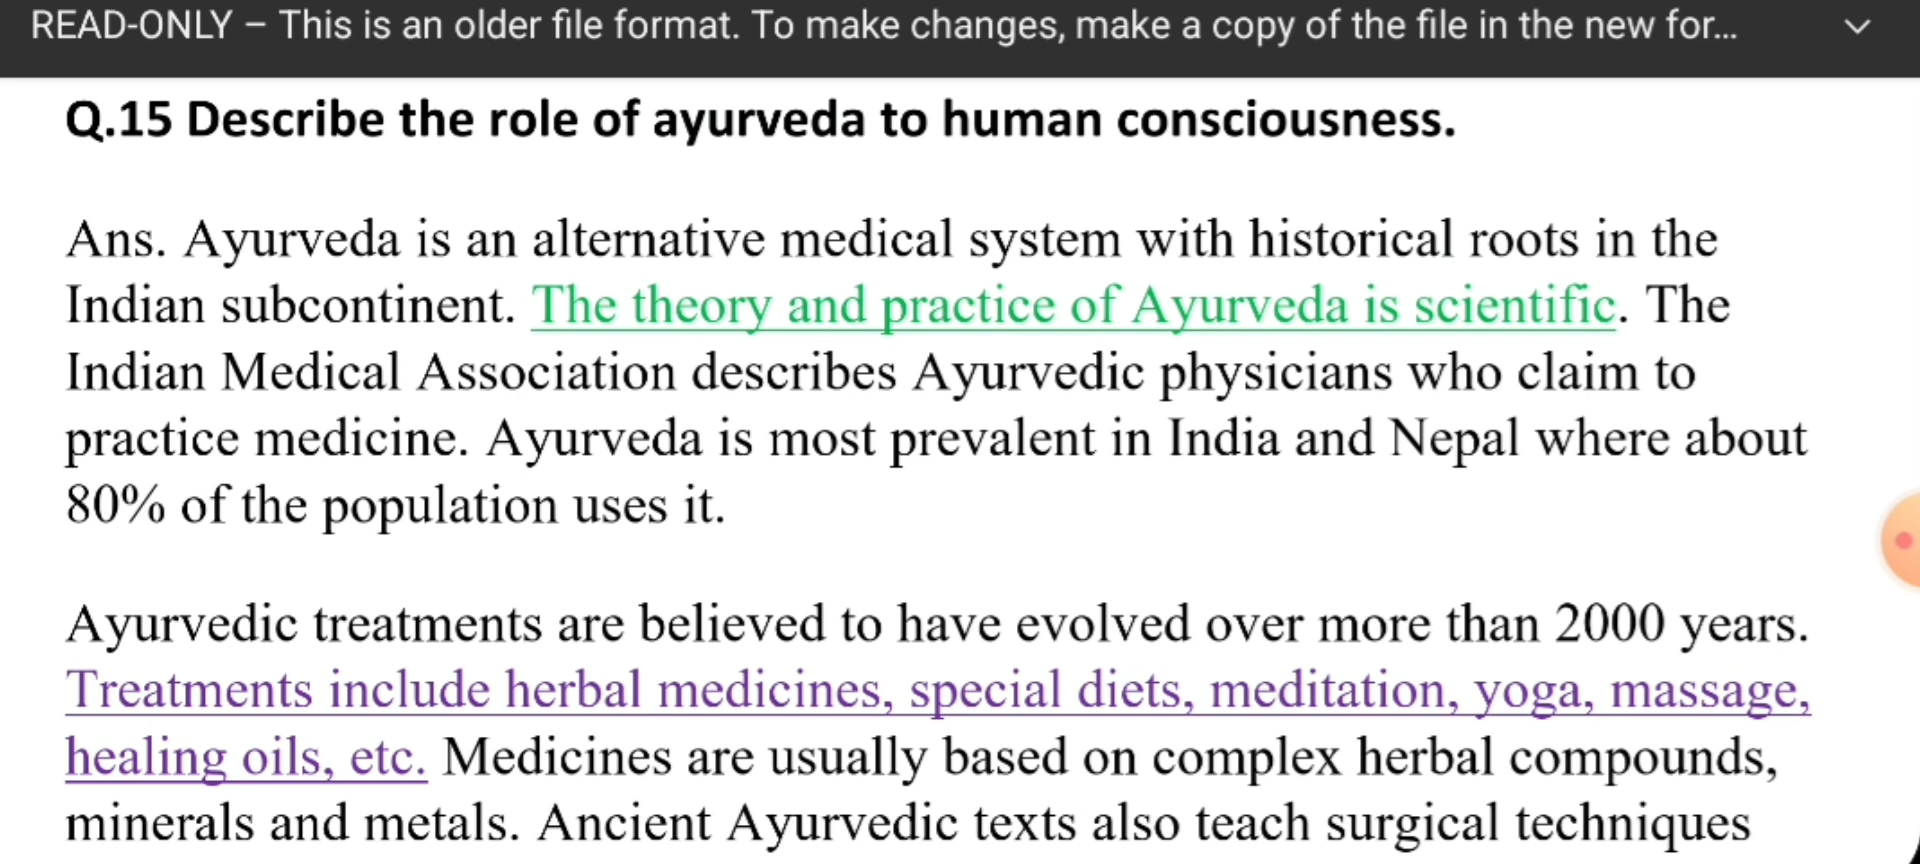 READ-ONLY – This is an older file format. To make changes, make a copy of the file in the new for...
Q.15 Describe the role of ayurveda to human consciousness.
Ans. Ayurveda is an alternative medical system with historical roots in the
Indian subcontinent. The theory and practice of Ayurveda is scientific. The
Indian Medical Association describes Ayurvedic physicians who claim to
practice medicine. Ayurveda is most prevalent in India and Nepal where about
80% of the population uses it.
Ayurvedic treatments are believed to have evolved over more than 2000 years.
Treatments include herbal medicines, special diets, meditation, yoga, massage,
healing oils, etc. Medicines are usually based on complex herbal compounds,
minerals and metals. Ancient Ayurvedic texts also teach surgical techniques